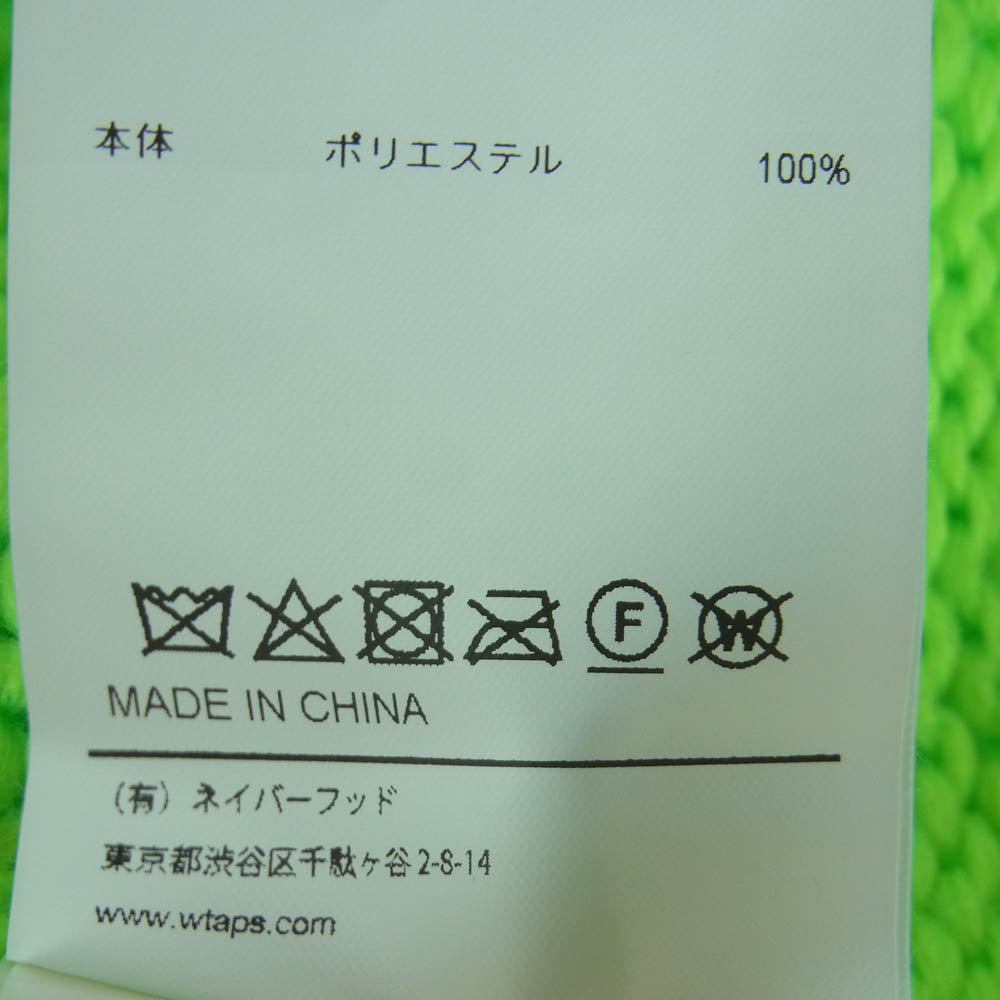 本体 ポリエステル 100%
F W
MADE IN CHINA
(有) ネイバーフッド
東京都渋谷区千駄ヶ谷2-8-14
www.wtaps.com